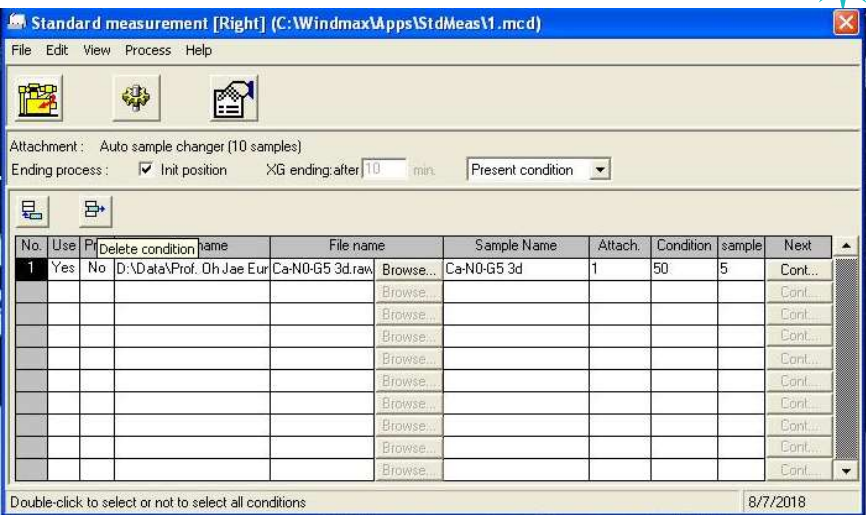 Standard measurement [Right] (C:\Windmax\Apps\StdMeas\1.mcd)
File Edit View Process Help
Attachment : Auto sample changer (10 samples)
Ending process : Init position XG ending:after 10 min. Present condition
No. Use Pr Delete condition name File name Sample Name Attach. Condition sample Next
1 Yes No D:\Data\Prof. Oh Jae Eur Ca-N0-G5 3d.raw Browse... Ca-N0-G5 3d 1 50 5 Cont...
Browse... Cont...
Browse... Cont...
Browse... Cont...
Browse... Cont...
Browse... Cont...
Browse... Cont...
Browse... Cont...
Browse... Cont...
Browse... Cont...
Double-click to select or not to select all conditions 8/7/2018